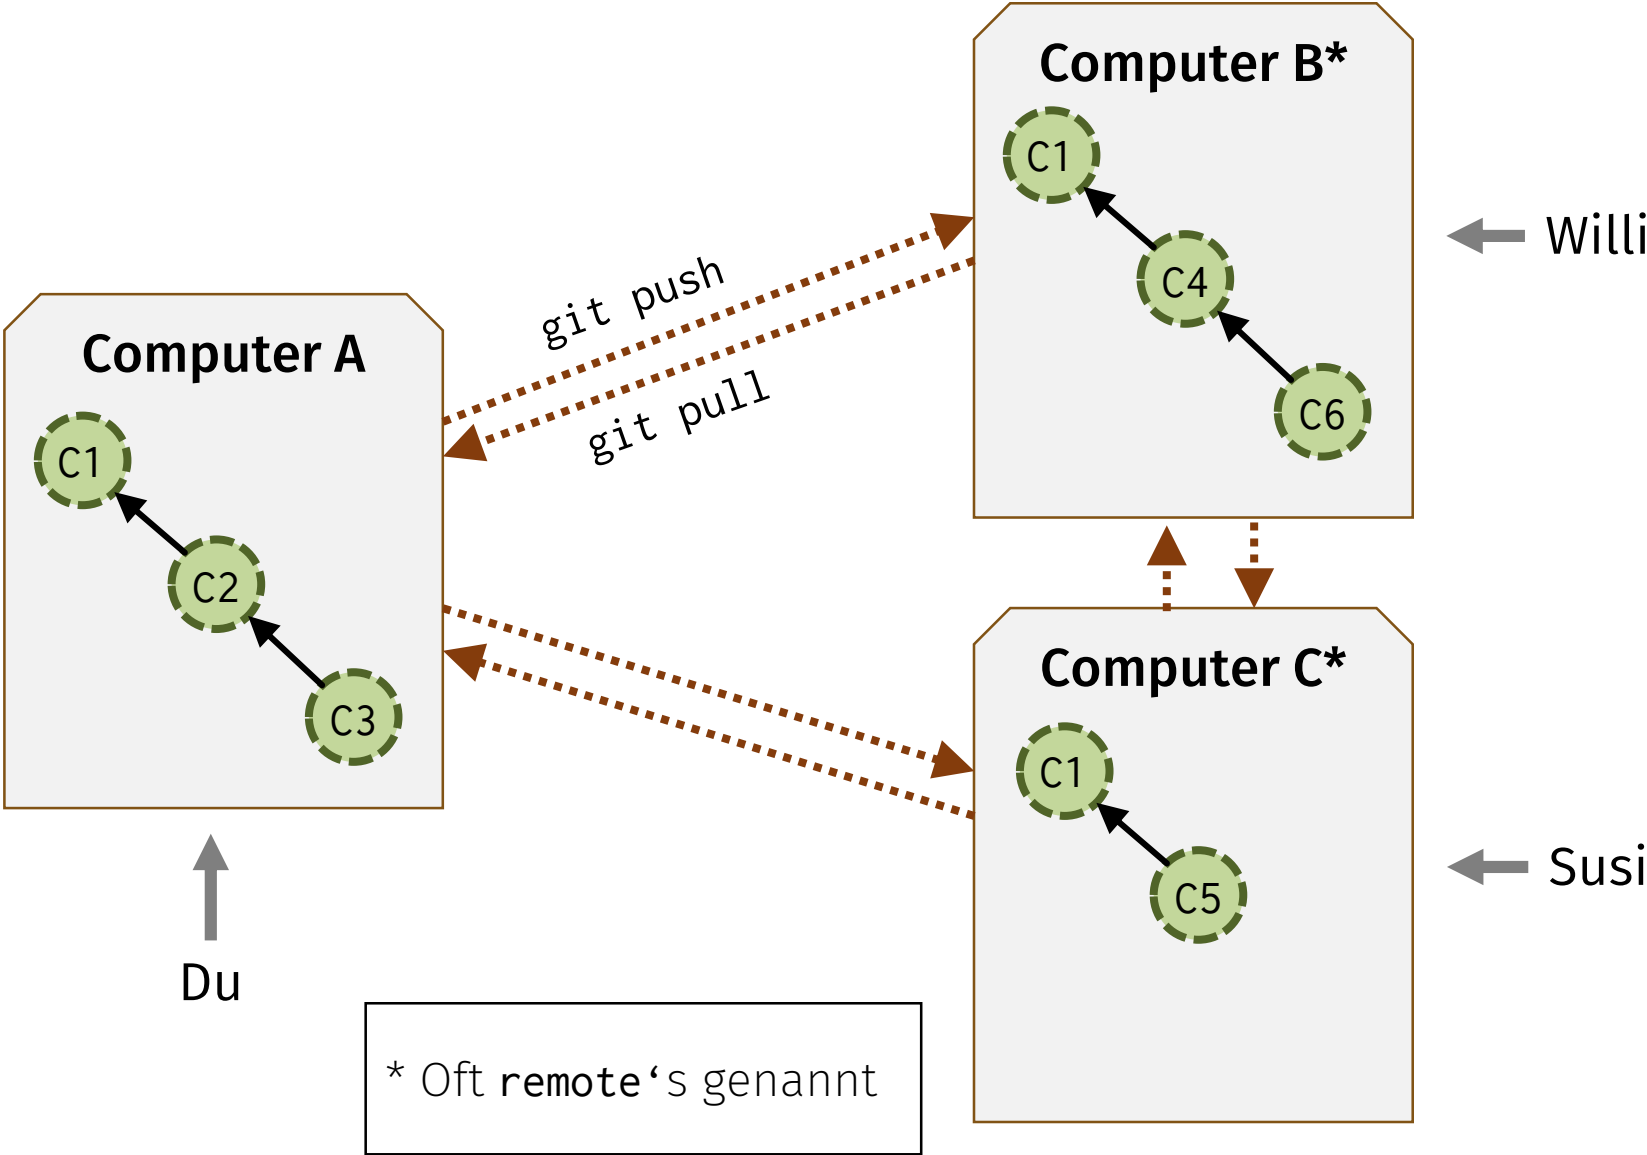 Computer B*
C1
C4
C6
Willi
git push
git pull
Computer A
C1
C2
C3
Du
Computer C*
C1
C5
Susi
* Oft remote‘s genannt